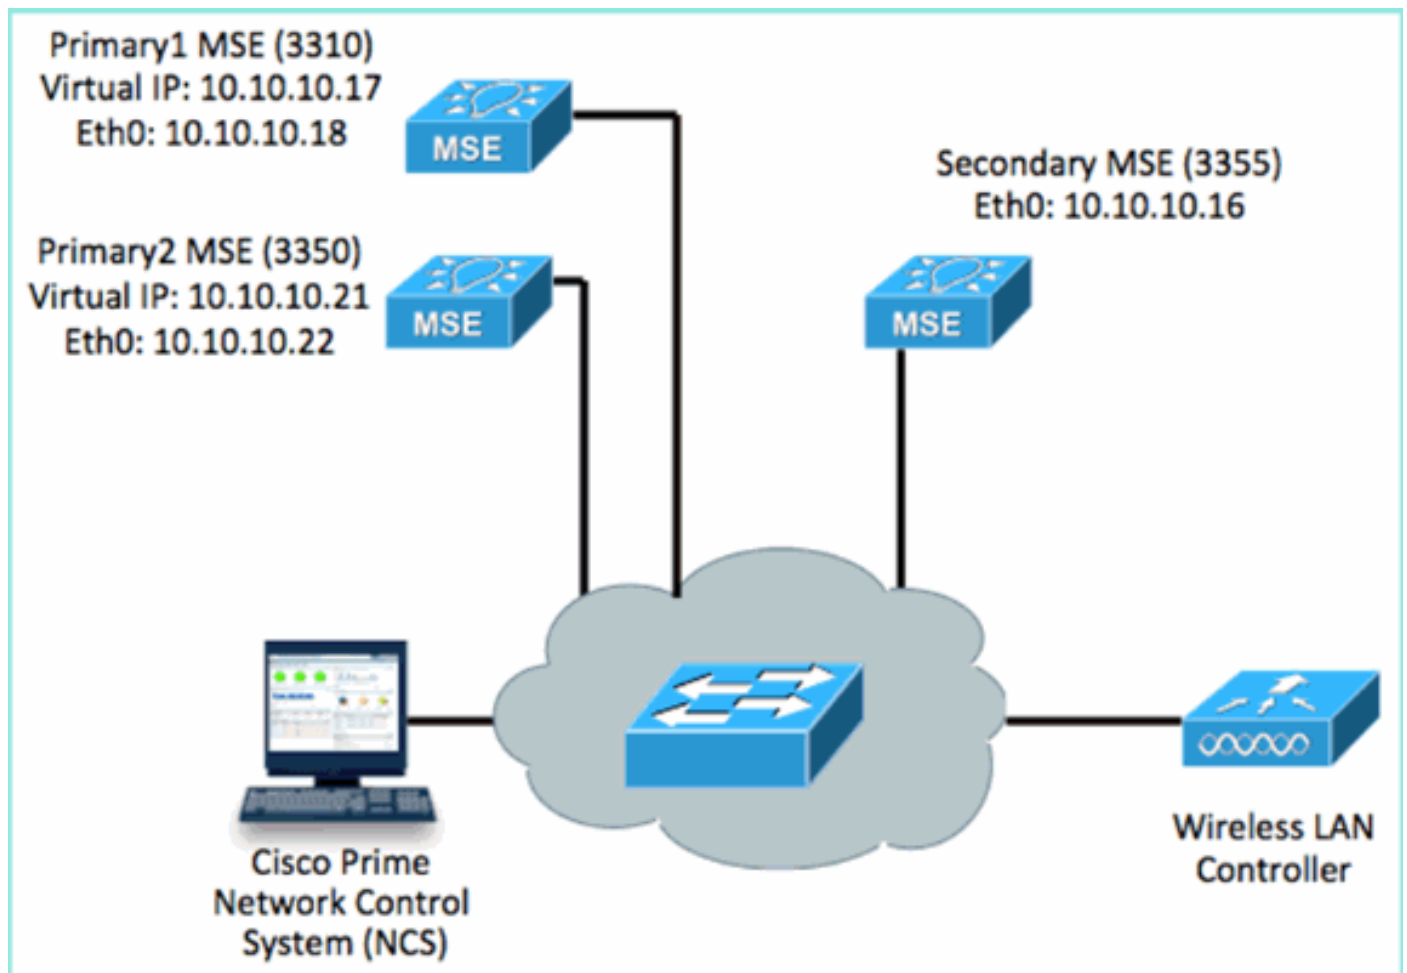 Primary1 MSE (3310)
Virtual IP: 10.10.10.17
Eth0: 10.10.10.18
MSE
Secondary MSE (3355)
Eth0: 10.10.10.16
Primary2 MSE (3350)
Virtual IP: 10.10.10.21
Eth0: 10.10.10.22
MSE
MSE
Cisco Prime
Network Control
System (NCS)
Wireless LAN
Controller